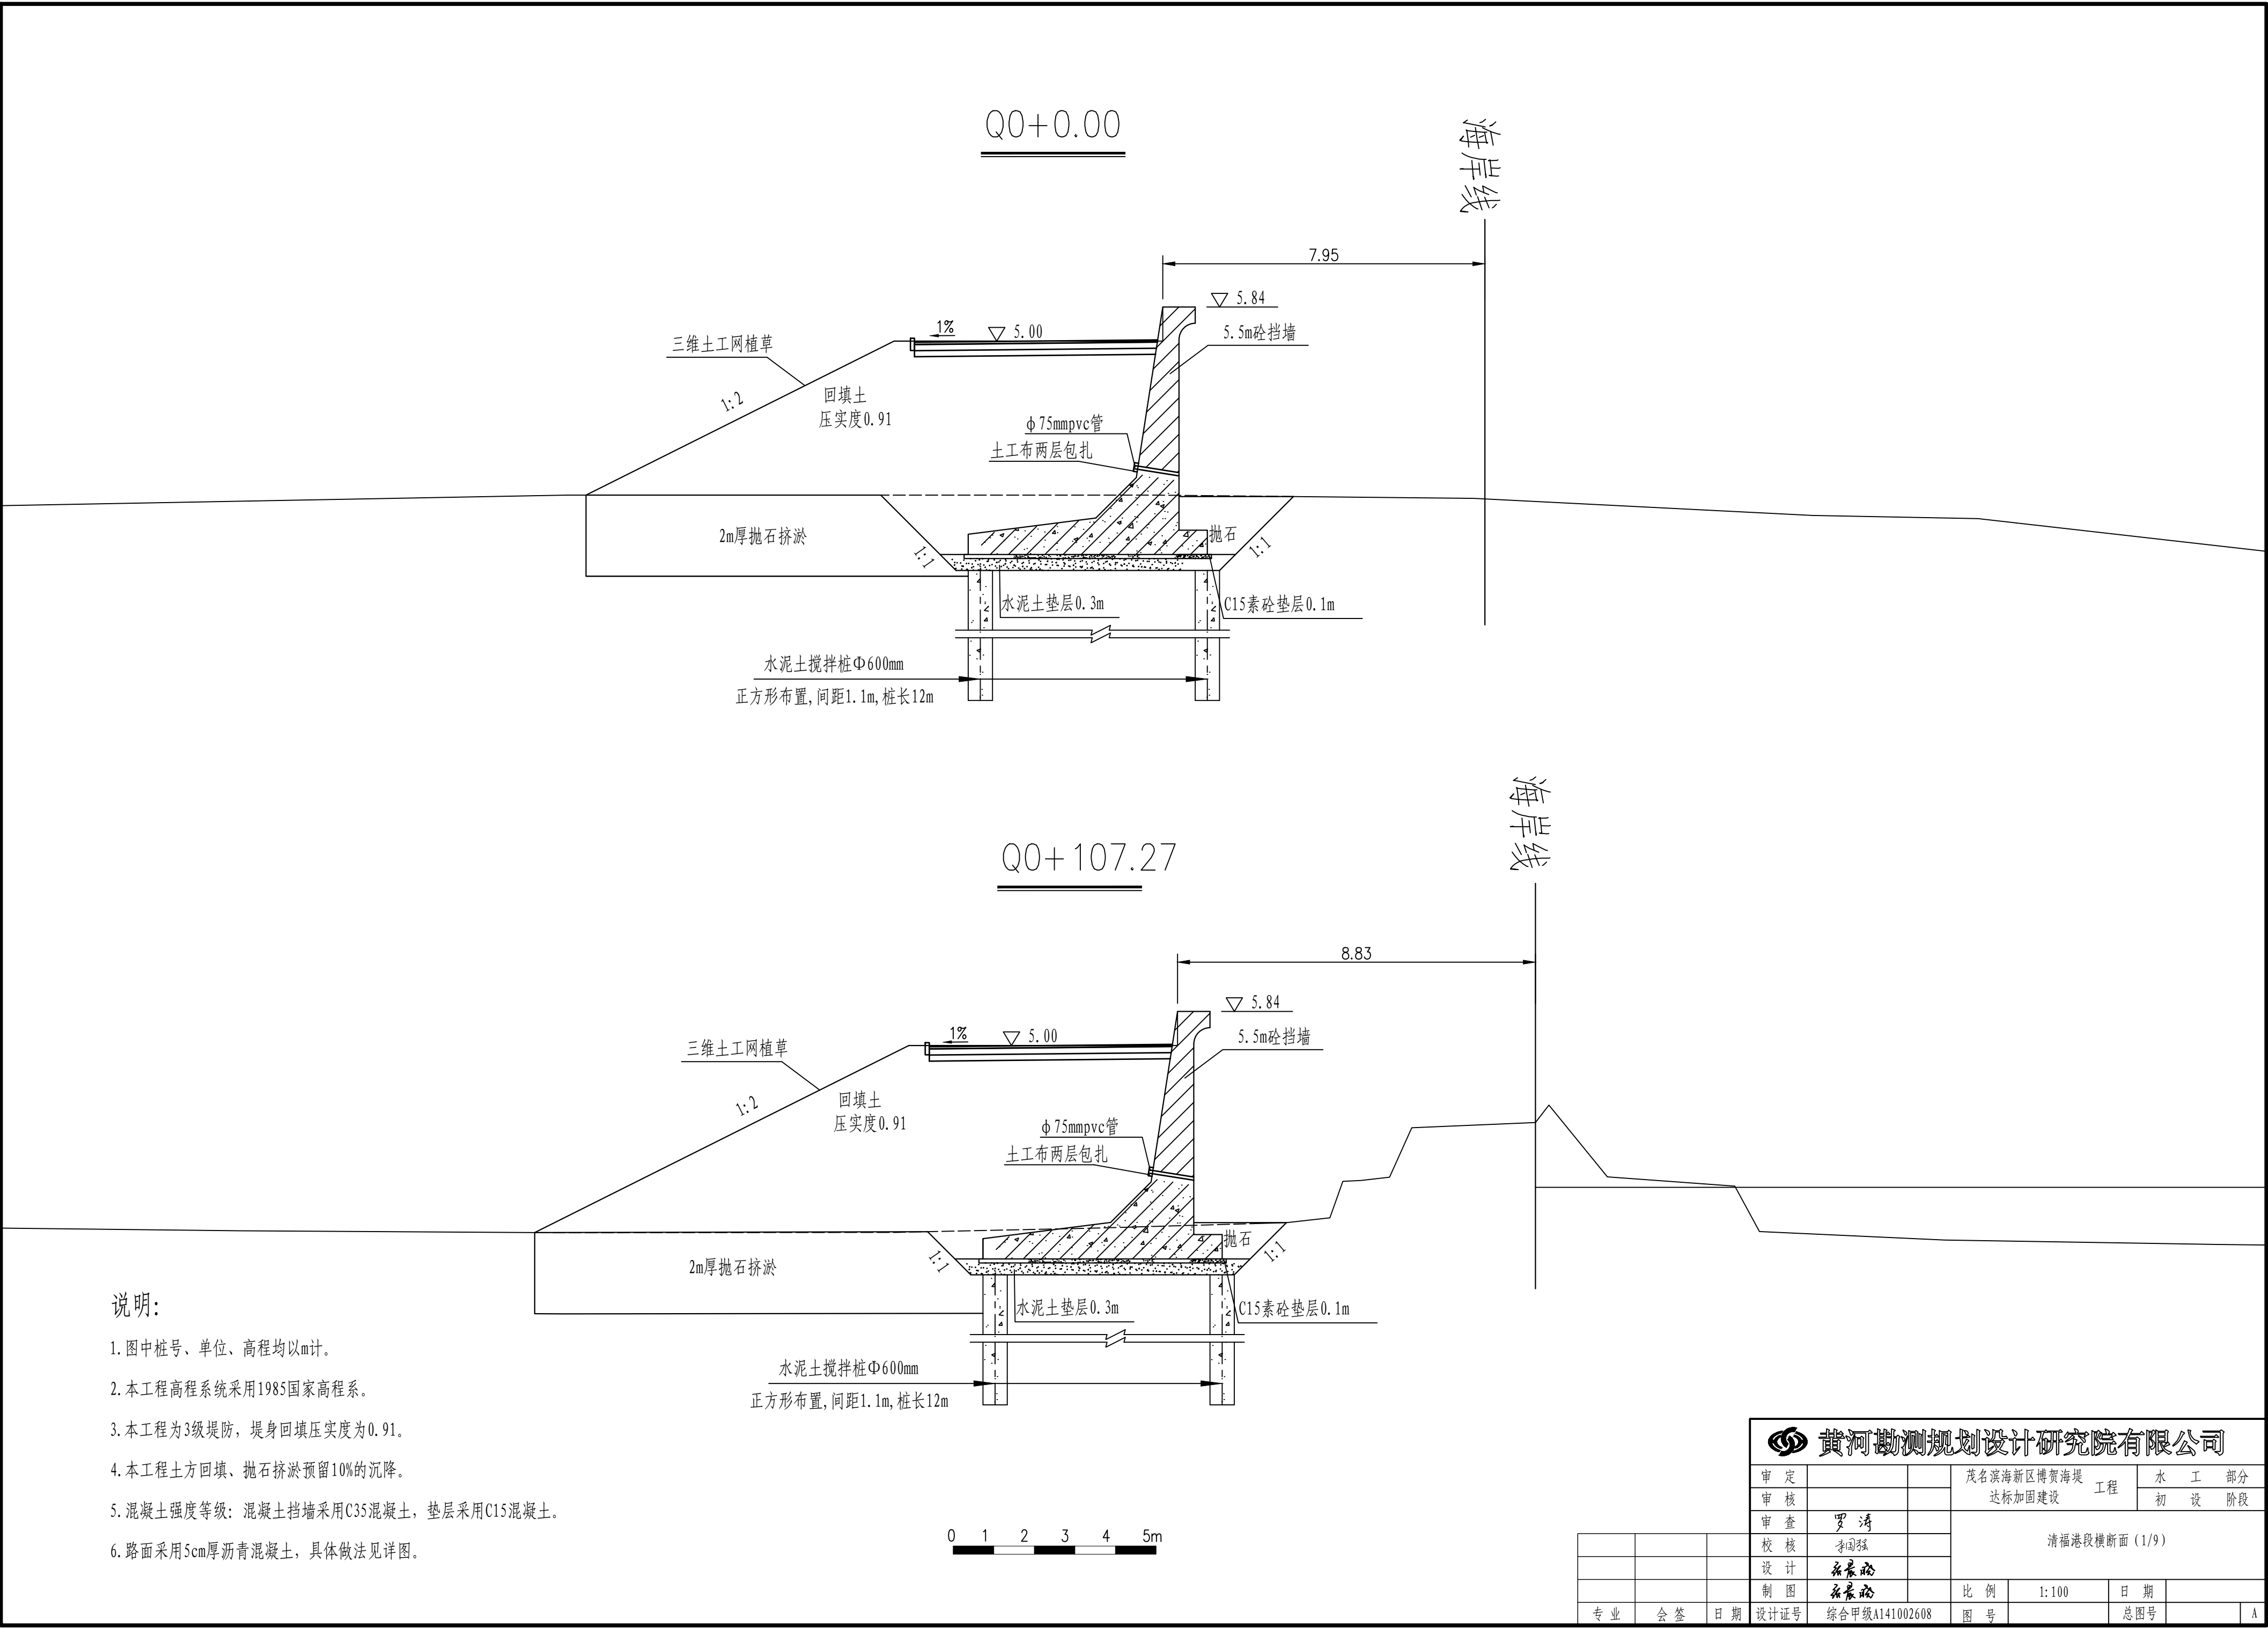 Q0+0.00
海岸线
7.95
5.84
5.5m砼挡墙
1%
5.00
三维土工网植草
1:2
回填土
压实度0.91
ф75mmpvc管
土工布两层包扎
2m厚抛石挤淤
抛石
1:1
1:1
水泥土垫层0.3m
C15素砼垫层0.1m
水泥土搅拌桩Φ600mm
正方形布置,间距1.1m,桩长12m
Q0+107.27
海岸线
8.83
5.84
5.5m砼挡墙
1%
5.00
三维土工网植草
1:2
回填土
压实度0.91
ф75mmpvc管
土工布两层包扎
2m厚抛石挤淤
抛石
1:1
1:1
水泥土垫层0.3m
C15素砼垫层0.1m
水泥土搅拌桩Φ600mm
正方形布置,间距1.1m,桩长12m
说明:
1.图中桩号、单位、高程均以m计。
2.本工程高程系统采用1985国家高程系。
3.本工程为3级堤防，堤身回填压实度为0.91。
4.本工程土方回填、抛石挤淤预留10%的沉降。
5.混凝土强度等级：混凝土挡墙采用C35混凝土，垫层采用C15混凝土。
6.路面采用5cm厚沥青混凝土，具体做法见详图。
0 1 2 3 4 5m
黄河勘测规划设计研究院有限公司
审 定 茂名滨海新区博贺海堤 工程 水 工 部分
审 核 达标加固建设 初 设 阶段
审 查 罗涛
校 核 李国强 清福港段横断面(1/9)
设 计
制 图 比 例 1:100 日 期
专 业 会 签 日 期 设计证号 综合甲级A141002608 图 号 总图号 A